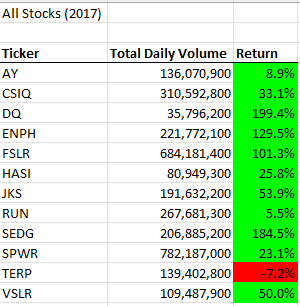 All Stocks (2017)
Ticker Total Daily Volume Return
AY 136,070,900 8.9%
CSIQ 310,592,800 33.1%
DQ 35,796,200 199.4%
ENPH 221,772,100 129.5%
FSLR 684,181,400 101.3%
HASI 80,949,300 25.8%
JKS 191,632,200 53.9%
RUN 267,681,300 5.5%
SEDG 206,885,200 184.5%
SPWR 782,187,000 23.1%
TERP 139,402,800 -7.2%
VSLR 109,487,900 50.0%